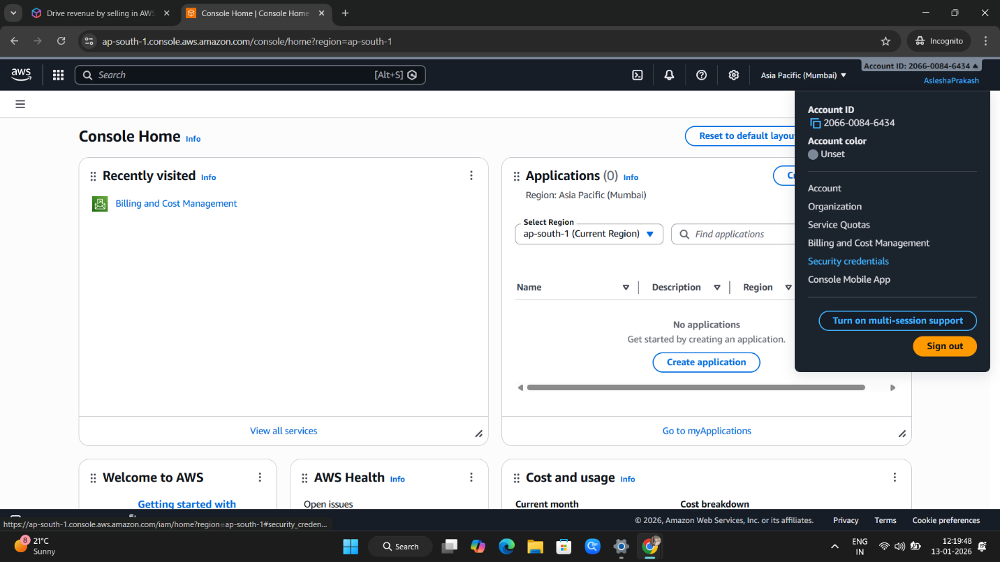 Drive revenue by selling in AWS
Console Home | Console Home
ap-south-1.console.aws.amazon.com/console/home?region=ap-south-1
Incognito
aws
Search
[Alt+S]
Asia Pacific (Mumbai)
Account ID: 2066-0084-6434
AsleshaPrakash
Account ID
2066-0084-6434
Account color
Unset
Account
Organization
Service Quotas
Billing and Cost Management
Security credentials
Console Mobile App
Turn on multi-session support
Sign out
Console Home Info
Reset to default layou
Recently visited Info
Billing and Cost Management
View all services
Applications (0) Info
Cr
Region: Asia Pacific (Mumbai)
Select Region
ap-south-1 (Current Region)
Find applications
Name Description Region
No applications
Get started by creating an application.
Create application
Go to myApplications
Welcome to AWS
Getting started with
AWS Health Info
Open issues
Cost and usage Info
Current month Cost breakdown
https://ap-south-1.console.aws.amazon.com/iam/home?region=ap-south-1#security_creden...
© 2026, Amazon Web Services, Inc. or its affiliates. Privacy Terms Cookie preferences
8
21°C
Sunny
Search
ENG
IN
12:19:48
13-01-2026